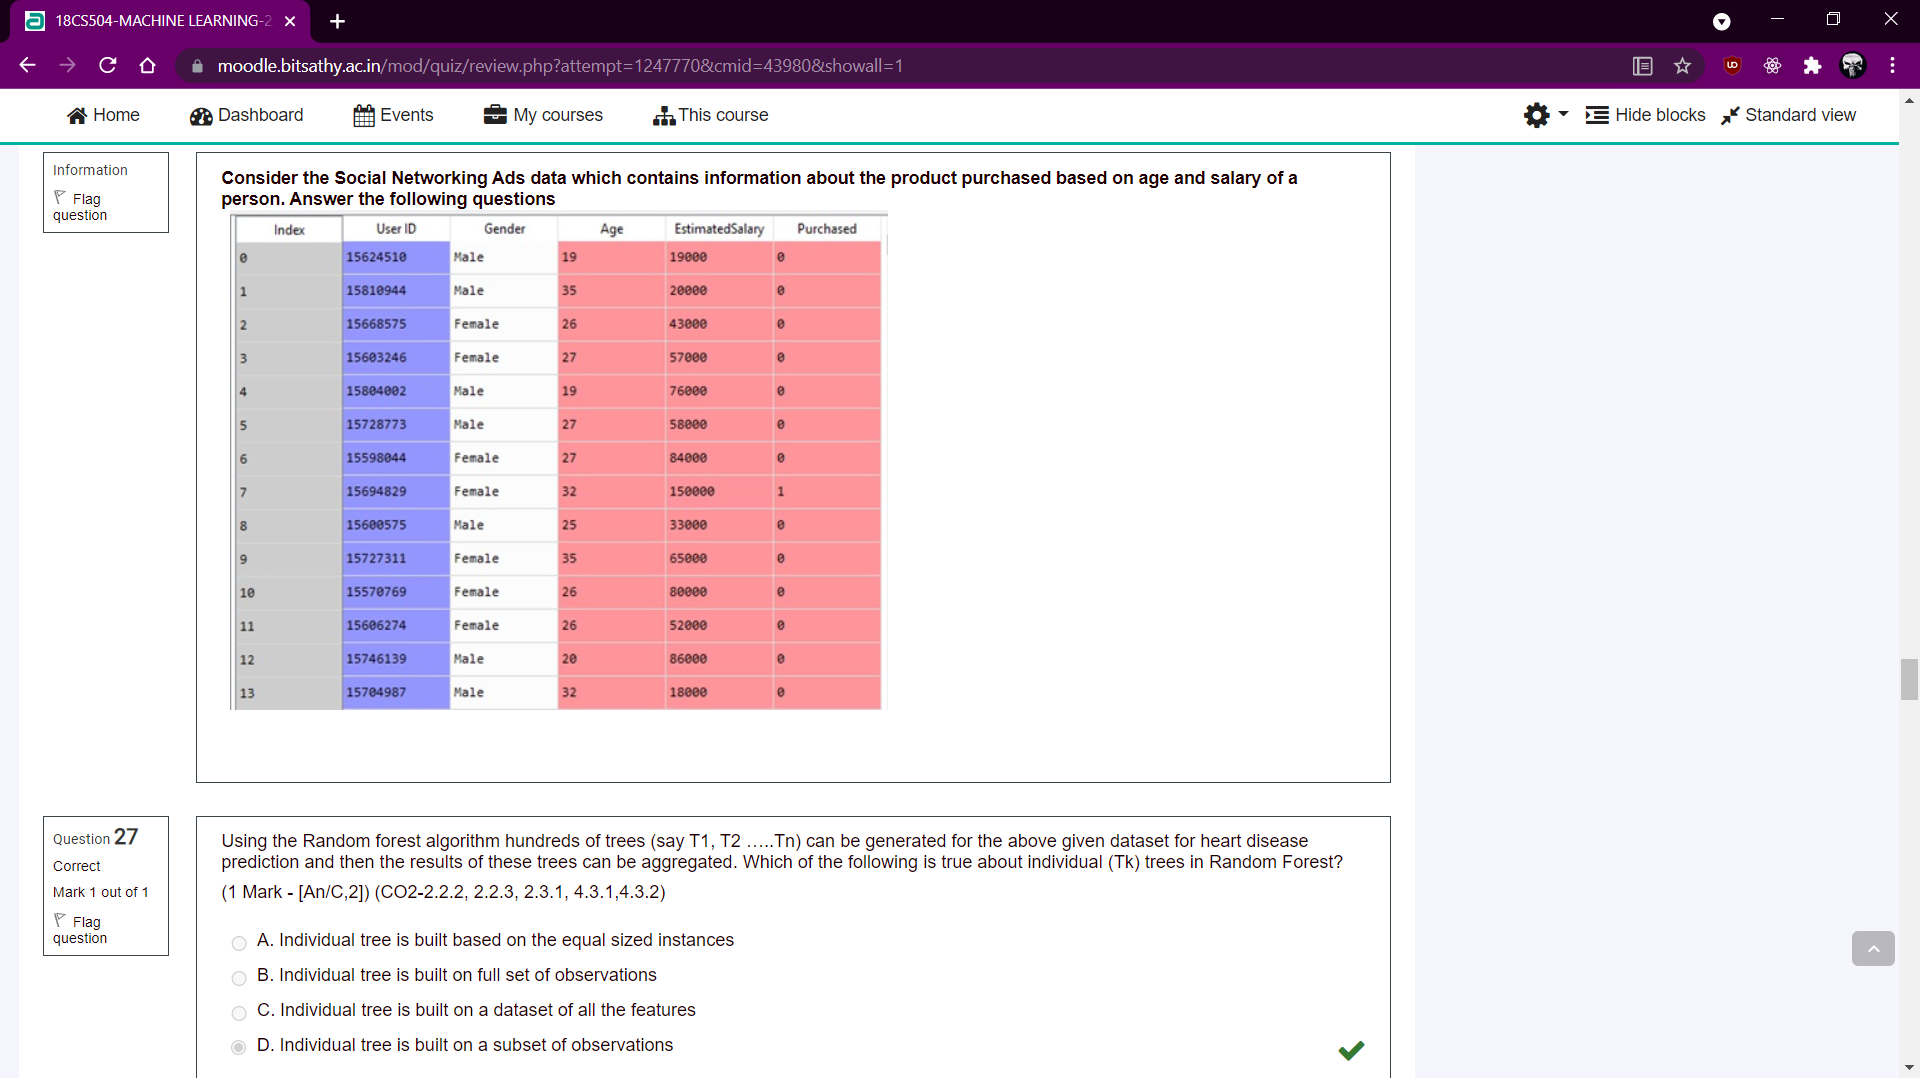 18CS504-MACHINE LEARNING-2
moodle.bitsathy.ac.in/mod/quiz/review.php?attempt=1247770&cmid=43980&showall=1
Home Dashboard Events My courses This course Hide blocks Standard view
Information
Flag
question
Consider the Social Networking Ads data which contains information about the product purchased based on age and salary of a
person. Answer the following questions
Index User ID Gender Age EstimatedSalary Purchased
0 15624510 Male 19 19000 0
1 15810944 Male 35 20000 0
2 15668575 Female 26 43000 0
3 15603246 Female 27 57000 0
4 15804002 Male 19 76000 0
5 15728773 Male 27 58000 0
6 15598044 Female 27 84000 0
7 15694829 Female 32 150000 1
8 15600575 Male 25 33000 0
9 15727311 Female 35 65000 0
10 15570769 Female 26 80000 0
11 15606274 Female 26 52000 0
12 15746139 Male 20 86000 0
13 15704987 Male 32 18000 0
Question 27
Correct
Mark 1 out of 1
Flag
question
Using the Random forest algorithm hundreds of trees (say T1, T2 …..Tn) can be generated for the above given dataset for heart disease
prediction and then the results of these trees can be aggregated. Which of the following is true about individual (Tk) trees in Random Forest?
(1 Mark - [An/C,2]) (CO2-2.2.2, 2.2.3, 2.3.1, 4.3.1,4.3.2)
A. Individual tree is built based on the equal sized instances
B. Individual tree is built on full set of observations
C. Individual tree is built on a dataset of all the features
D. Individual tree is built on a subset of observations